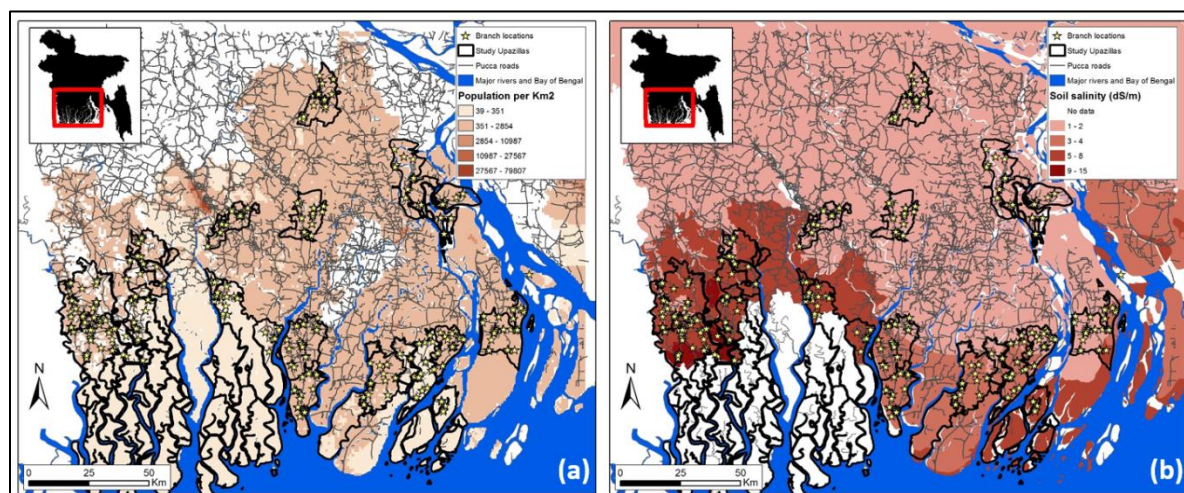 Branch locations
Study Upazillas
Pucca roads
Major rivers and Bay of Bengal
Population per Km2
39 - 351
351 - 2854
2854 - 10987
10987 - 27567
27567 - 79807
N
0 25 50
Km
(a)
Branch locations
Study Upazillas
Pucca roads
Major rivers and Bay of Bengal
Soil salinity (dS/m)
No data
1 - 2
3 - 4
5 - 8
9 - 15
N
0 25 50
Km
(b)